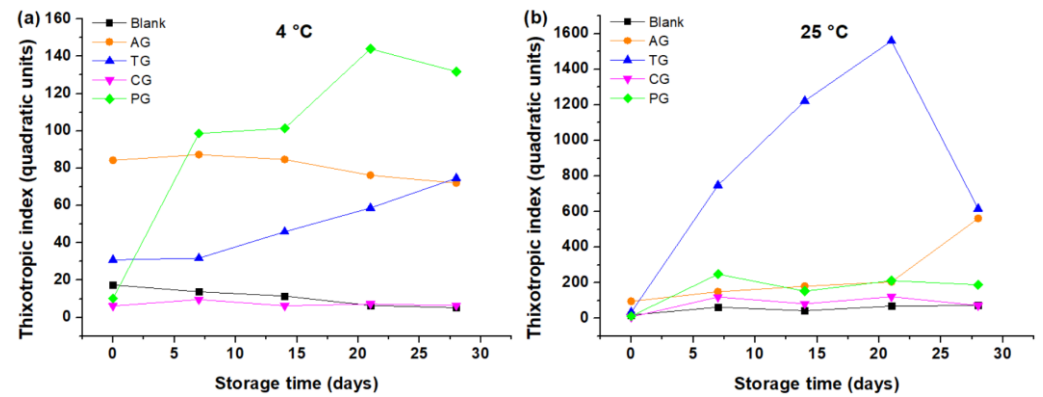 (a)
4 °C
Blank
AG
TG
CG
PG
Thixotropic index (quadratic units)
160
140
120
100
80
60
40
20
0
0 5 10 15 20 25 30
Storage time (days)
(b)
25 °C
Blank
AG
TG
CG
PG
Thixotropic index (quadratic units)
1600
1400
1200
1000
800
600
400
200
0
0 5 10 15 20 25 30
Storage time (days)